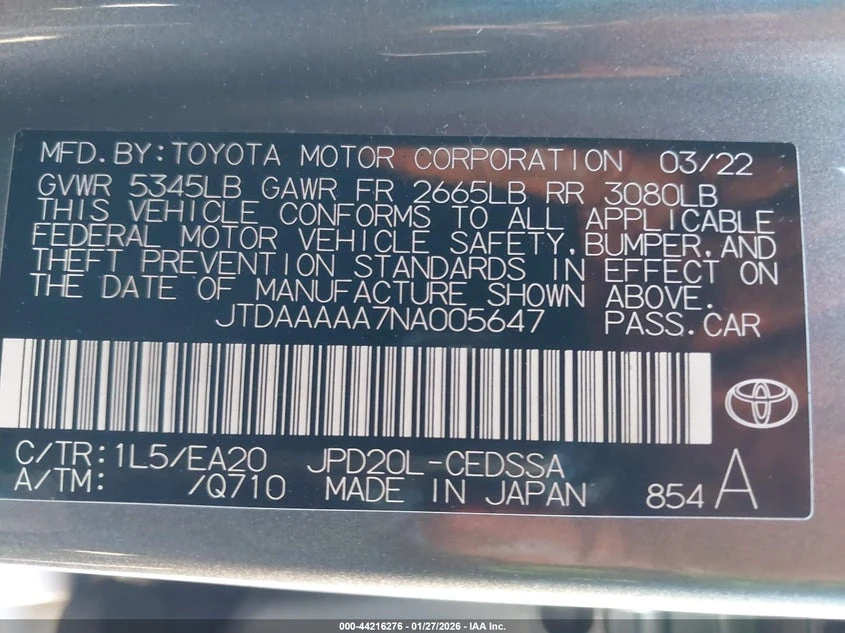 MFD.BY:TOYOTA MOTOR CORPORATION 03/22
GVWR 5345LB GAWR FR 2665LB RR 3080LB
THIS VEHICLE CONFORMS TO ALL APPLICABLE
FEDERAL MOTOR VEHICLE SAFETY,BUMPER,AND
THEFT PREVENTION STANDARDS IN EFFECT ON
THE DATE OF MANUFACTURE SHOWN ABOVE.
JTDAAAAA7NA005647 PASS.CAR
C/TR:1L5/EA20 JPD20L-CEDSSA
A/TM: /Q710 MADE IN JAPAN 854 A
000-44216276 - 01/27/2026 - IAA Inc.